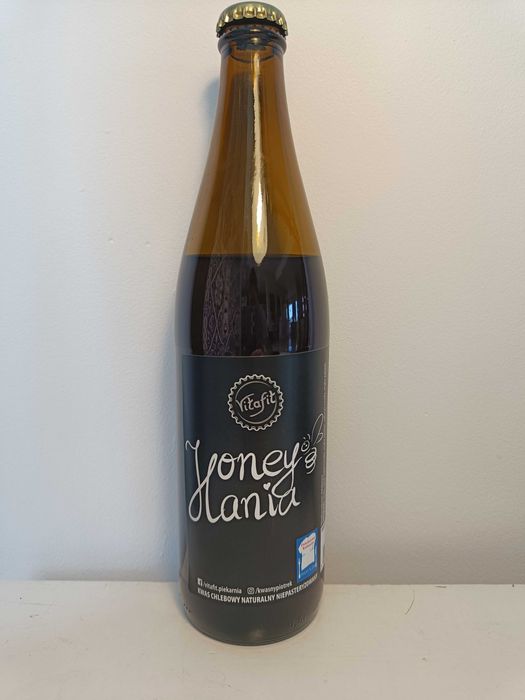 Vitafit
Honey
Hania
/vitafit.piekarnia /kwasnypiotrek
KWAS CHLEBOWY NATURALNY NIEPASTERYZOWANY